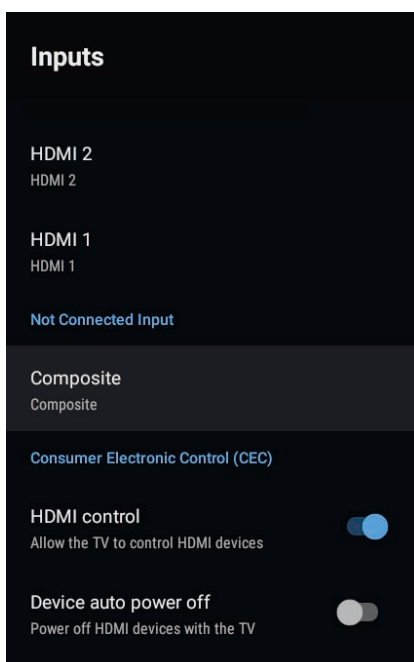 Inputs
HDMI 2
HDMI 2
HDMI 1
HDMI 1
Not Connected Input
Composite
Composite
Consumer Electronic Control (CEC)
HDMI control
Allow the TV to control HDMI devices
Device auto power off
Power off HDMI devices with the TV